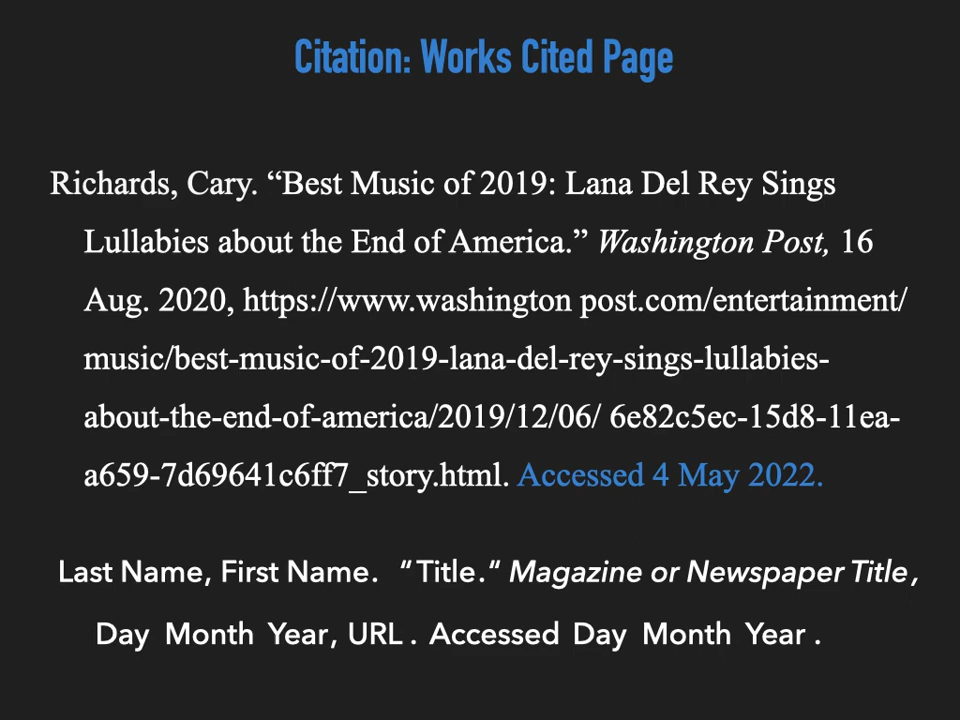 Citation: Works Cited Page
Richards, Cary. “Best Music of 2019: Lana Del Rey Sings
Lullabies about the End of America.” Washington Post, 16
Aug. 2020, https://www.washington post.com/entertainment/
music/best-music-of-2019-lana-del-rey-sings-lullabies-
about-the-end-of-america/2019/12/06/ 6e82c5ec-15d8-11ea-
a659-7d69641c6ff7_story.html. Accessed 4 May 2022.
Last Name, First Name. “Title.“ Magazine or Newspaper Title,
Day Month Year, URL. Accessed Day Month Year.